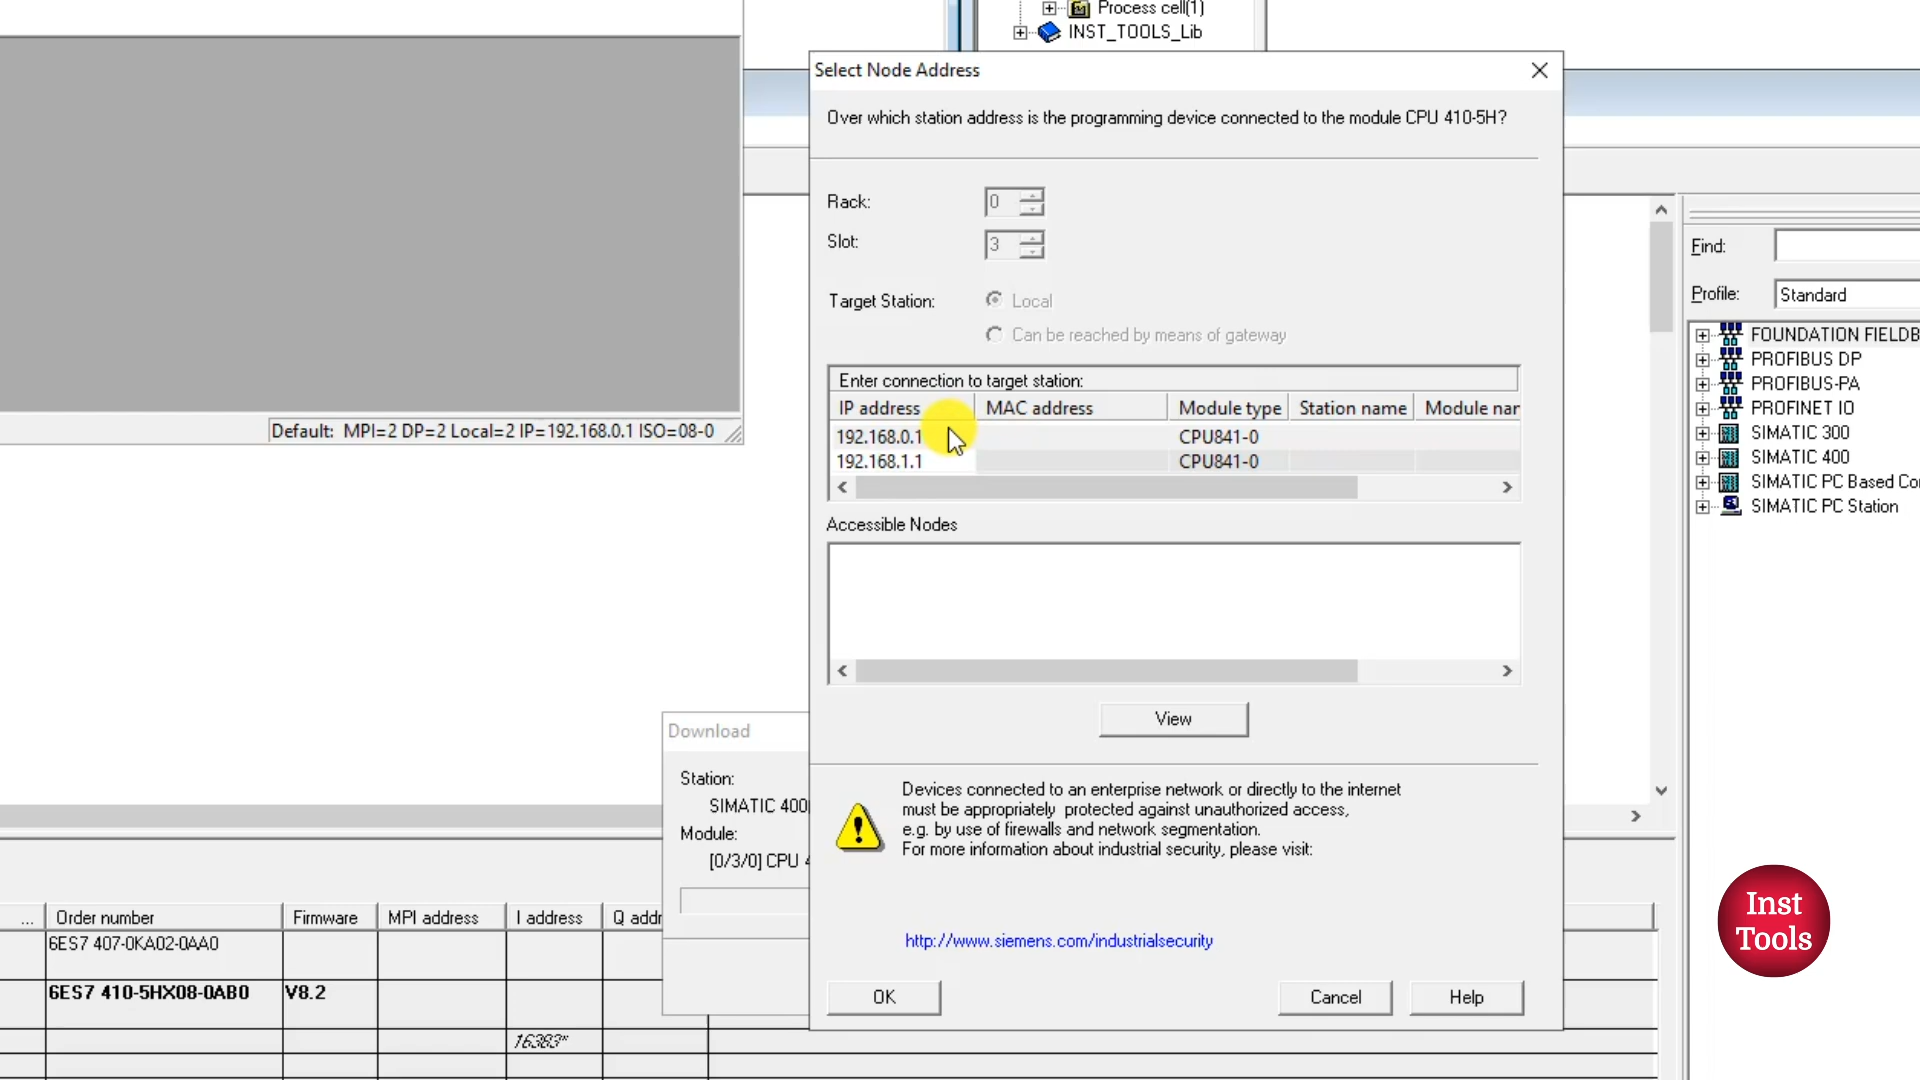 Process cell(1)
INST_TOOLS_Lib
Select Node Address
Over which station address is the programming device connected to the module CPU 410-5H?
Rack:
0
Slot:
3
Target Station:
Local
Can be reached by means of gateway
Enter connection to target station:
IP address MAC address Module type Station name Module nar
192.168.0.1 CPU841-0
192.168.1.1 CPU841-0
Accessible Nodes
View
Devices connected to an enterprise network or directly to the internet
must be appropriately protected against unauthorized access,
e.g. by use of firewalls and network segmentation.
For more information about industrial security, please visit:
http://www.siemens.com/industrialsecurity
OK
Cancel
Help
Default: MPI=2 DP=2 Local=2 IP=192.168.0.1 ISO=08-0
Find:
Profile:
Standard
FOUNDATION FIELDB
PROFIBUS DP
PROFIBUS-PA
PROFINET IO
SIMATIC 300
SIMATIC 400
SIMATIC PC Based Co
SIMATIC PC Station
Download
Station:
SIMATIC 400
Module:
[0/3/0] CPU 4
... Order number Firmware MPI address I address Q addr
6ES7 407-0KA02-0AA0
6ES7 410-5HX08-0AB0 V8.2
16383*
Inst
Tools